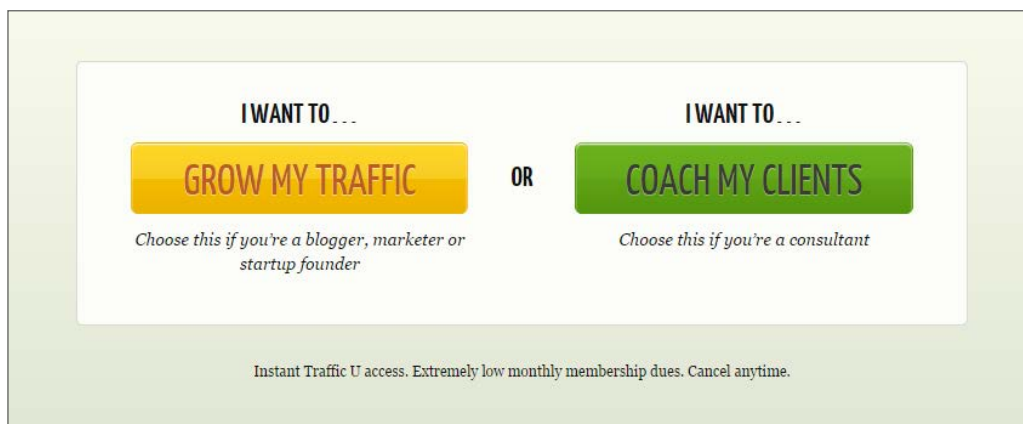 I WANT TO...
GROW MY TRAFFIC
Choose this if you're a blogger, marketer or
startup founder
OR
I WANT TO...
COACH MY CLIENTS
Choose this if you're a consultant
Instant Traffic U access. Extremely low monthly membership dues. Cancel anytime.